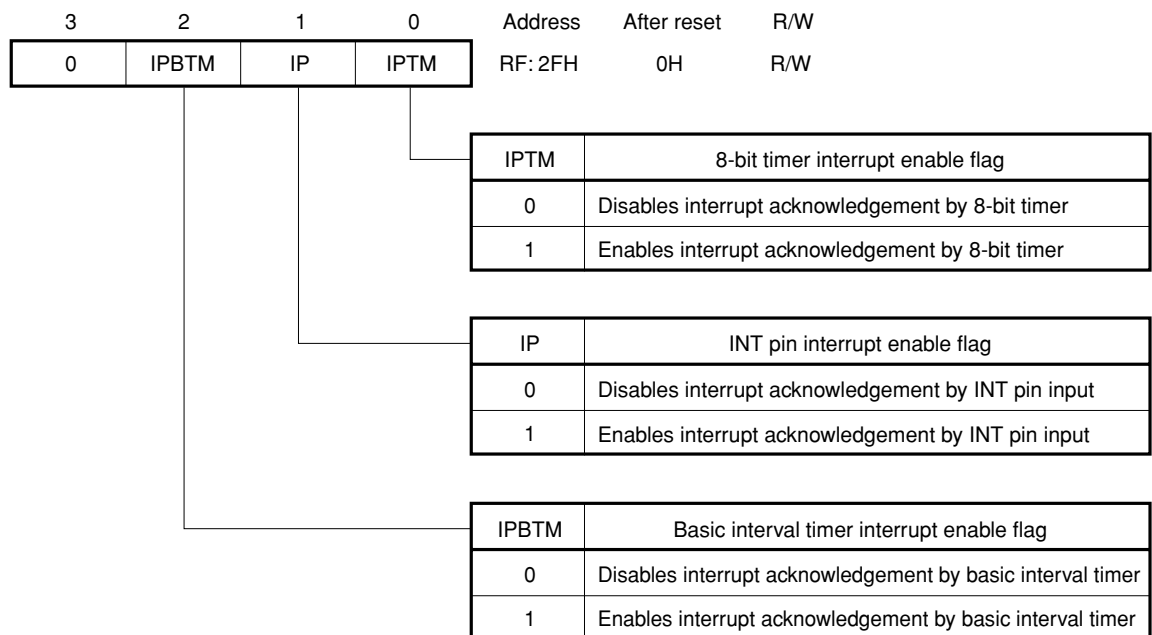 3 2 1 0 Address After reset R/W
0 IPBTM IP IPTM RF: 2FH 0H R/W
IPTM 8-bit timer interrupt enable flag
0 Disables interrupt acknowledgement by 8-bit timer
1 Enables interrupt acknowledgement by 8-bit timer
IP INT pin interrupt enable flag
0 Disables interrupt acknowledgement by INT pin input
1 Enables interrupt acknowledgement by INT pin input
IPBTM Basic interval timer interrupt enable flag
0 Disables interrupt acknowledgement by basic interval timer
1 Enables interrupt acknowledgement by basic interval timer